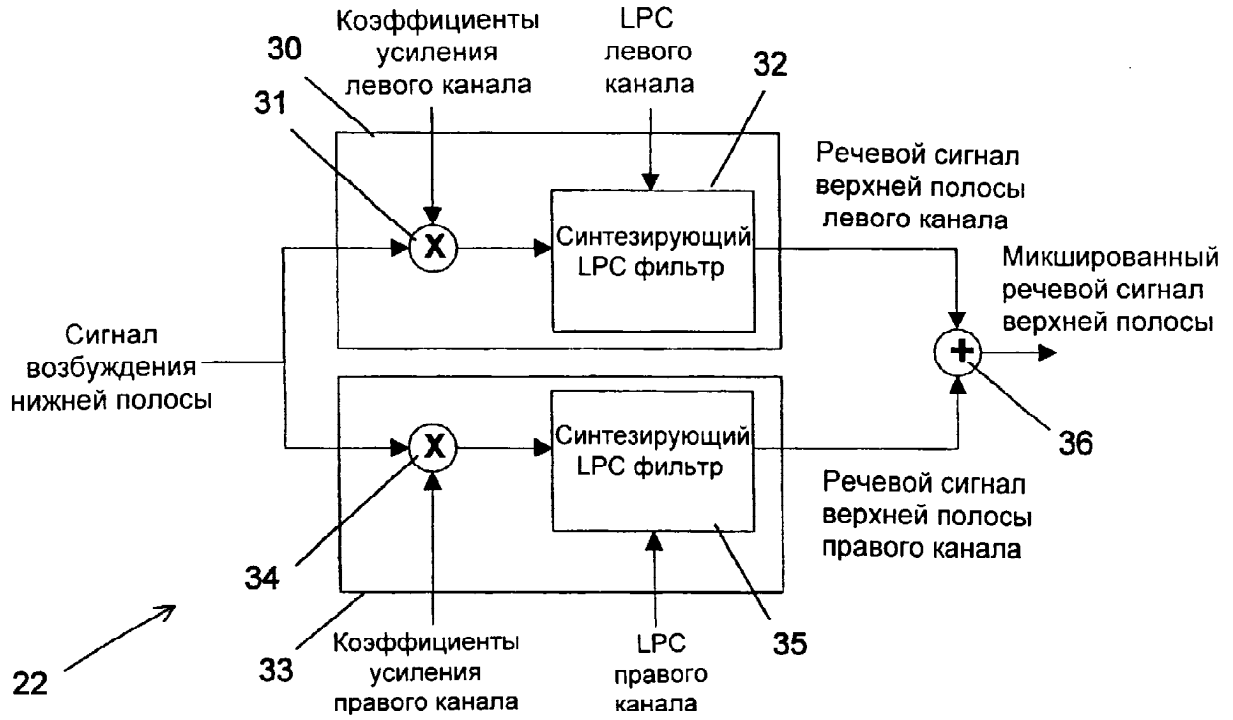 Коэффициенты
усиления
левого канала
LPC
левого
канала
30
31
32
Речевой сигнал
верхней полосы
левого канала
X
Синтезирующий
LPC фильтр
Микшированный
речевой сигнал
верхней полосы
Сигнал
возбуждения
нижней полосы
+
36
X
Синтезирующий
LPC фильтр
Речевой сигнал
верхней полосы
правого канала
34
33
35
22
Коэффициенты
усиления
правого канала
LPC
правого
канала